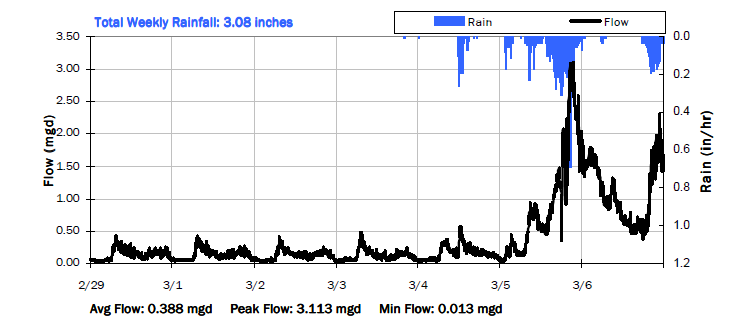 Total Weekly Rainfall: 3.08 inches
Rain Flow
3.50 0.0
3.00 0.2
2.50 0.4
2.00 0.6
1.50 0.8
1.00 1.0
0.50
0.00 1.2
Flow (mgd)
Rain (in/hr)
2/29 3/1 3/2 3/3 3/4 3/5 3/6
Avg Flow: 0.388 mgd Peak Flow: 3.113 mgd Min Flow: 0.013 mgd